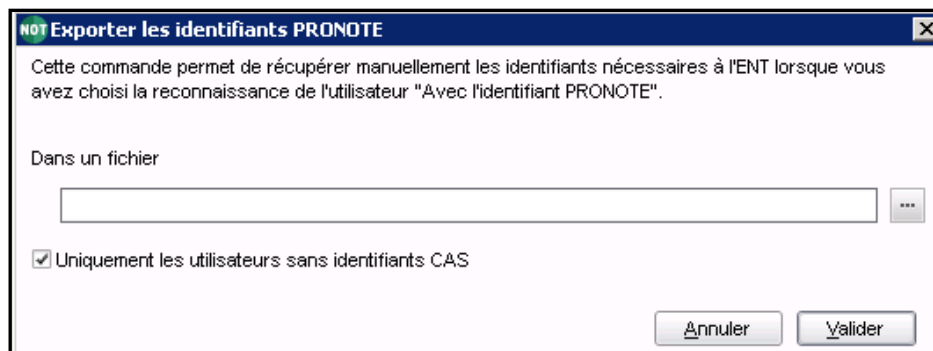 NOT Exporter les identifiants PRONOTE
Cette commande permet de récupérer manuellement les identifiants nécessaires à l'ENT lorsque vous
avez choisi la reconnaissance de l'utilisateur "Avec l'identifiant PRONOTE".
Dans un fichier
...
Uniquement les utilisateurs sans identifiants CAS
Annuler Valider